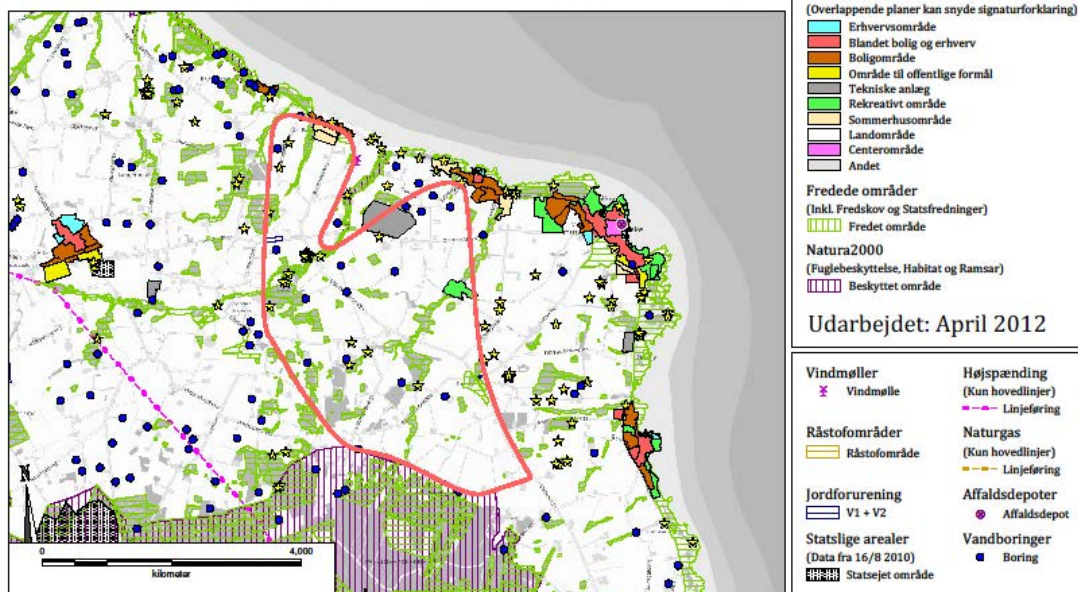 (Overlappende planer kan snyde signaturforklaring)
Erhvervsområde
Blandet bolig og erhverv
Boligområde
Område til offentlige formål
Tekniske anlæg
Rekreativt område
Sommerhusområde
Landområde
Centerområde
Andet
Fredede områder
(Inkl. Fredskov og Statsfredninger)
Fredet område
Natura2000
(Fuglebeskyttelse, Habitat og Ramsar)
Beskyttet område
Udarbejdet: April 2012
Vindmøller
Vindmølle
Råstofområder
Råstofområde
Jordforurening
V1 + V2
Statslige arealer
(Data fra 16/8 2010)
Statsejet område
Højspænding
(Kun hovedlinjer)
Linjeføring
Naturgas
(Kun hovedlinjer)
Linjeføring
Affaldsdepoter
Affaldsdepot
Vandboringer
Boring
N
0 4,000
kilometer